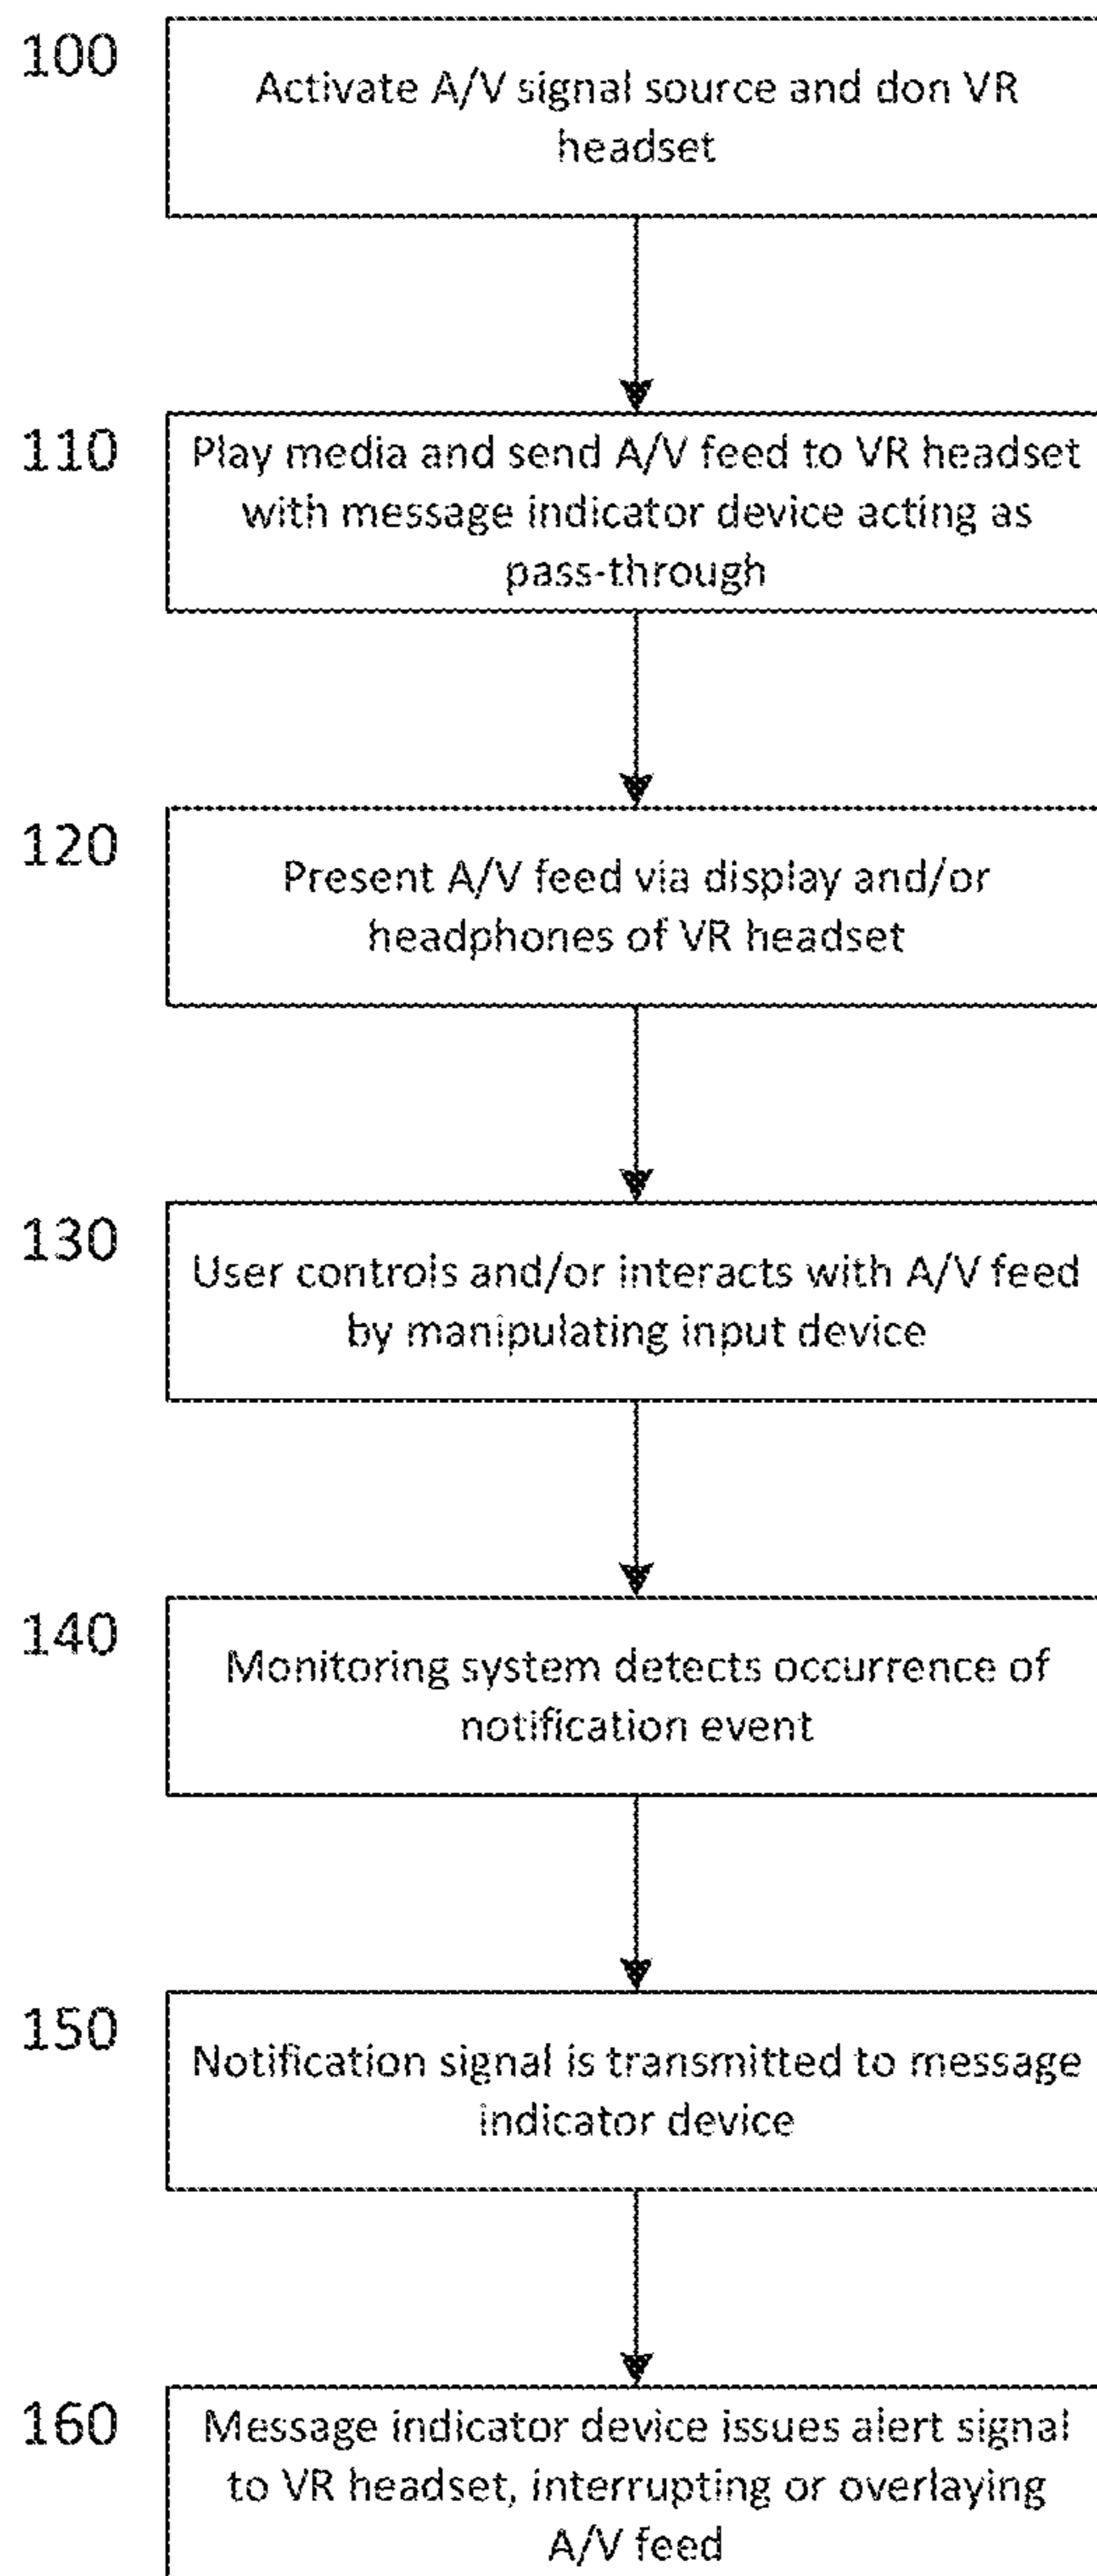 100
Activate A/V signal source and don VR
headset
110
Play media and send A/V feed to VR headset
with message indicator device acting as
pass-through
120
Present A/V feed via display and/or
headphones of VR headset
130
User controls and/or interacts with A/V feed
by manipulating input device
140
Monitoring system detects occurrence of
notification event
150
Notification signal is transmitted to message
indicator device
160
Message indicator device issues alert signal
to VR headset, interrupting or overlaying
A/V feed